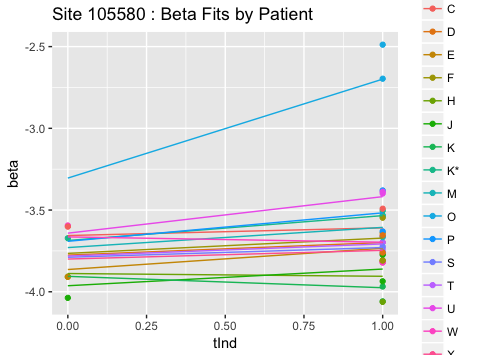 Site 105580 : Beta Fits by Patient
-2.5
-3.0
-3.5
-4.0
beta
0.00 0.25 0.50 0.75 1.00
tInd
C
D
E
F
H
J
K
K*
M
O
P
S
T
U
W